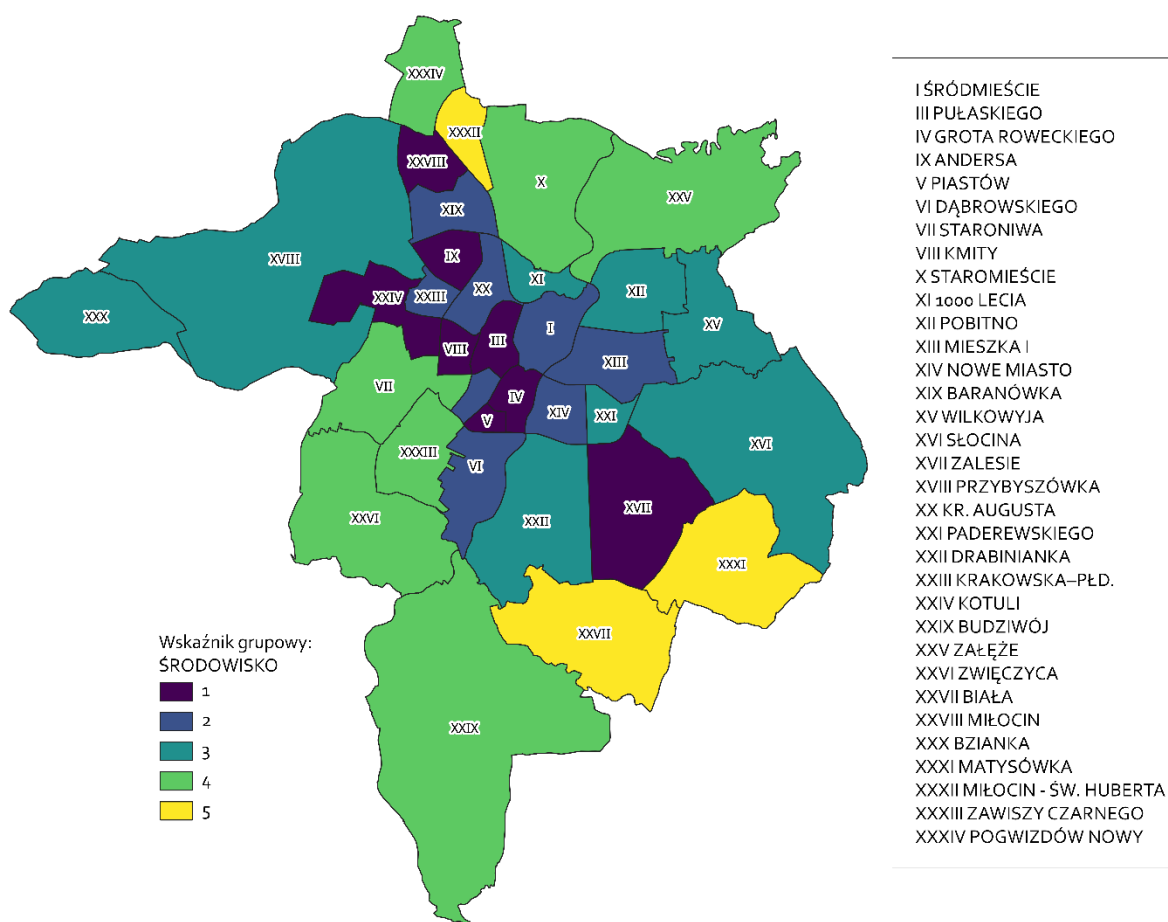 XXXIV
XXXII
XXVIII
X
XXV
XIX
IX
XVIII
XI
XII
XX
XXIV
XXIII
XXX
XV
I
III
VIII
XIII
VII
IV
XIV
XXI
V
XVI
XXXIII
VI
XXVI
XXII
XVII
XXXI
XXVII
XXIX
Wskaźnik grupowy:
ŚRODOWISKO
1
2
3
4
5
I ŚRÓDMIEŚCIE
III PUŁASKIEGO
IV GROTA ROWECKIEGO
IX ANDERSA
V PIASTÓW
VI DĄBROWSKIEGO
VII STARONIWA
VIII KMITY
X STAROMIEŚCIE
XI 1000 LECIA
XII POBITNO
XIII MIESZKA I
XIV NOWE MIASTO
XIX BARANÓWKA
XV WILKOWYJA
XVI SŁOCINA
XVII ZALESIE
XVIII PRZYBYSZÓWKA
XX KR. AUGUSTA
XXI PADEREWSKIEGO
XXII DRABINIANKA
XXIII KRAKOWSKA–PŁD.
XXIV KOTULI
XXIX BUDZIWÓJ
XXV ZAŁĘŻE
XXVI ZWIĘCZYCA
XXVII BIAŁA
XXVIII MIŁOCIN
XXX BZIANKA
XXXI MATYSÓWKA
XXXII MIŁOCIN - ŚW. HUBERTA
XXXIII ZAWISZY CZARNEGO
XXXIV POGWIZDÓW NOWY